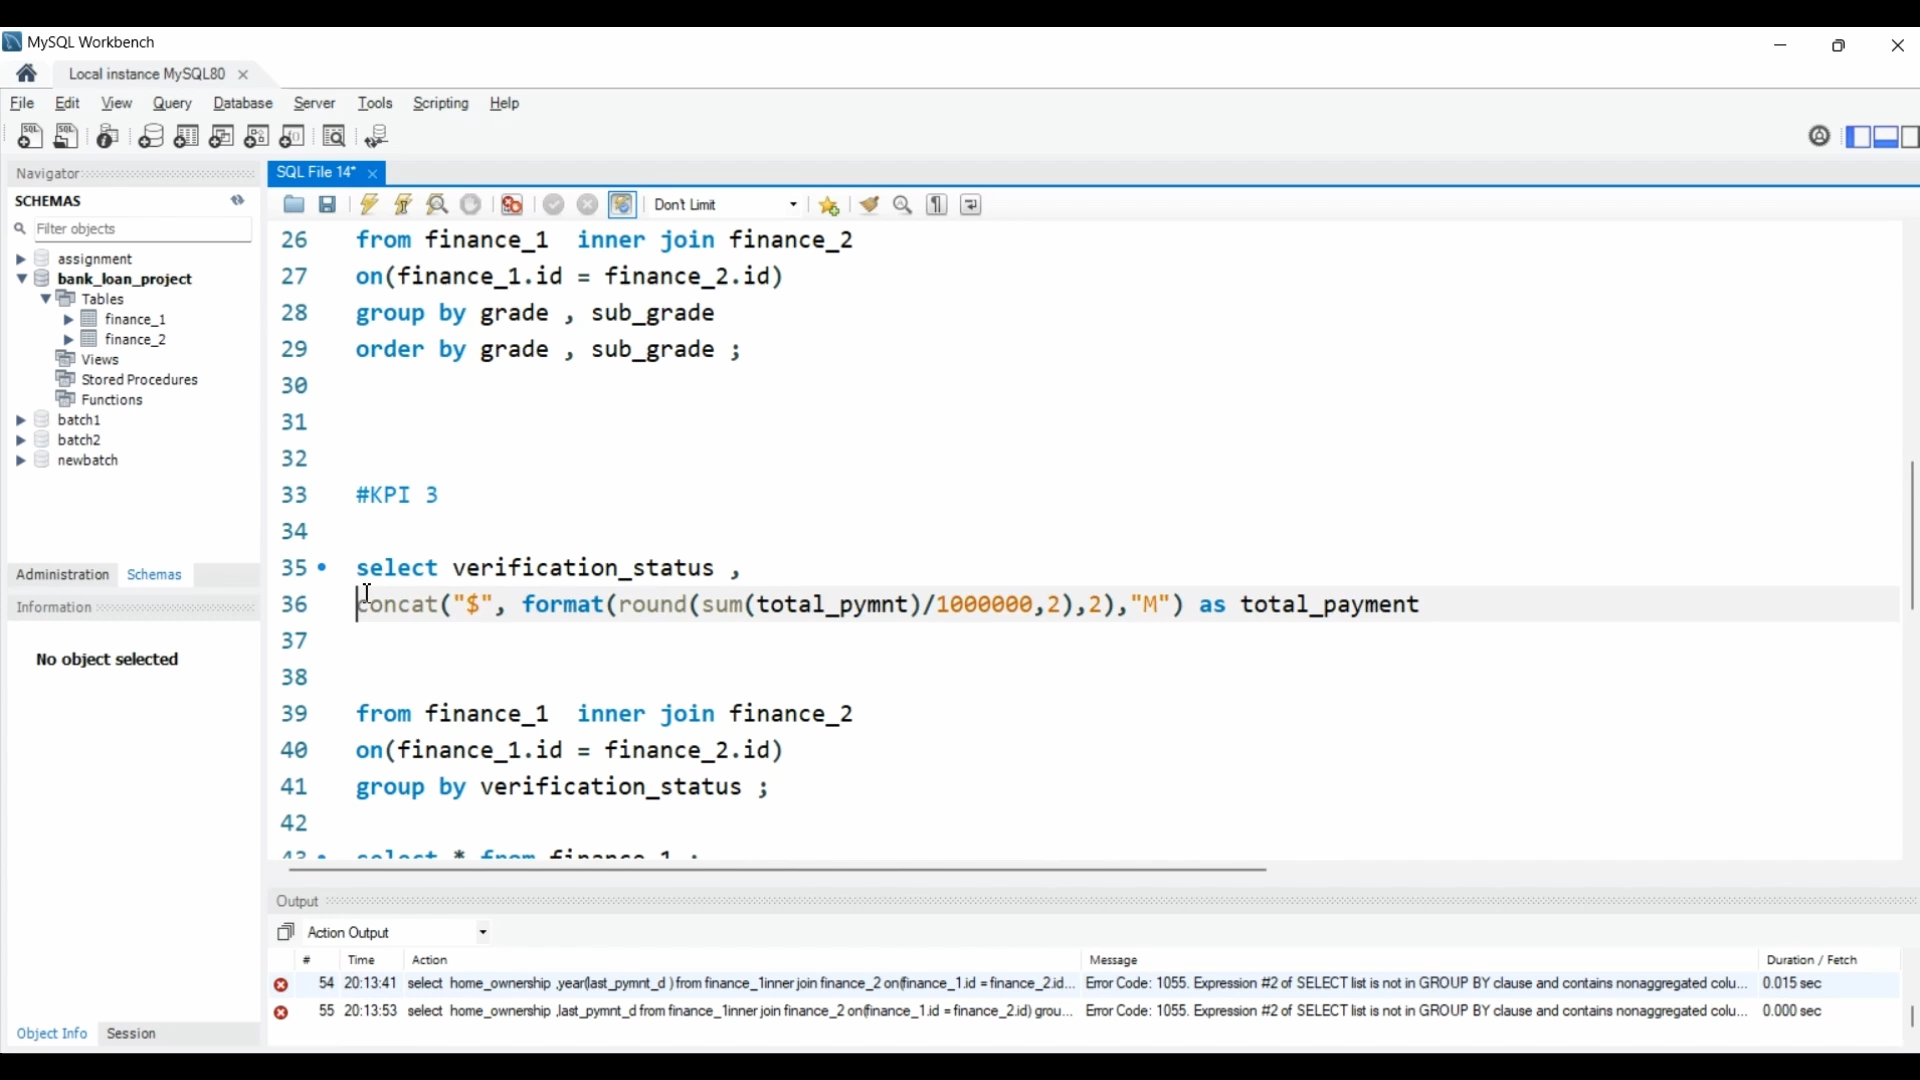 MySQL Workbench
Local instance MySQL80
File Edit View Query Database Server Tools Scripting Help
Navigator
SCHEMAS
Filter objects
assignment
bank_loan_project
Tables
finance_1
finance_2
Views
Stored Procedures
Functions
batch1
batch2
newbatch
Administration Schemas
Information
No object selected
Object Info Session
SQL File 14*
Don't Limit
26 from finance_1  inner join finance_2
27 on(finance_1.id = finance_2.id)
28 group by grade , sub_grade
29 order by grade , sub_grade ;
30
31
32
33 #KPI 3
34
35 select verification_status ,
36 concat("$", format(round(sum(total_pymnt)/1000000,2),2),"M") as total_payment
37
38
39 from finance_1  inner join finance_2
40 on(finance_1.id = finance_2.id)
41 group by verification_status ;
42
43 select * from finance_1 ;
Output
Action Output
# Time Action Message Duration / Fetch
54 20:13:41 select home_ownership ,year(last_pymnt_d ) from finance_1inner join finance_2 on(finance_1.id = finance_2.id... Error Code: 1055. Expression #2 of SELECT list is not in GROUP BY clause and contains nonaggregated colu... 0.015 sec
55 20:13:53 select home_ownership ,last_pymnt_d from finance_1inner join finance_2 on(finance_1.id = finance_2.id) grou... Error Code: 1055. Expression #2 of SELECT list is not in GROUP BY clause and contains nonaggregated colu... 0.000 sec